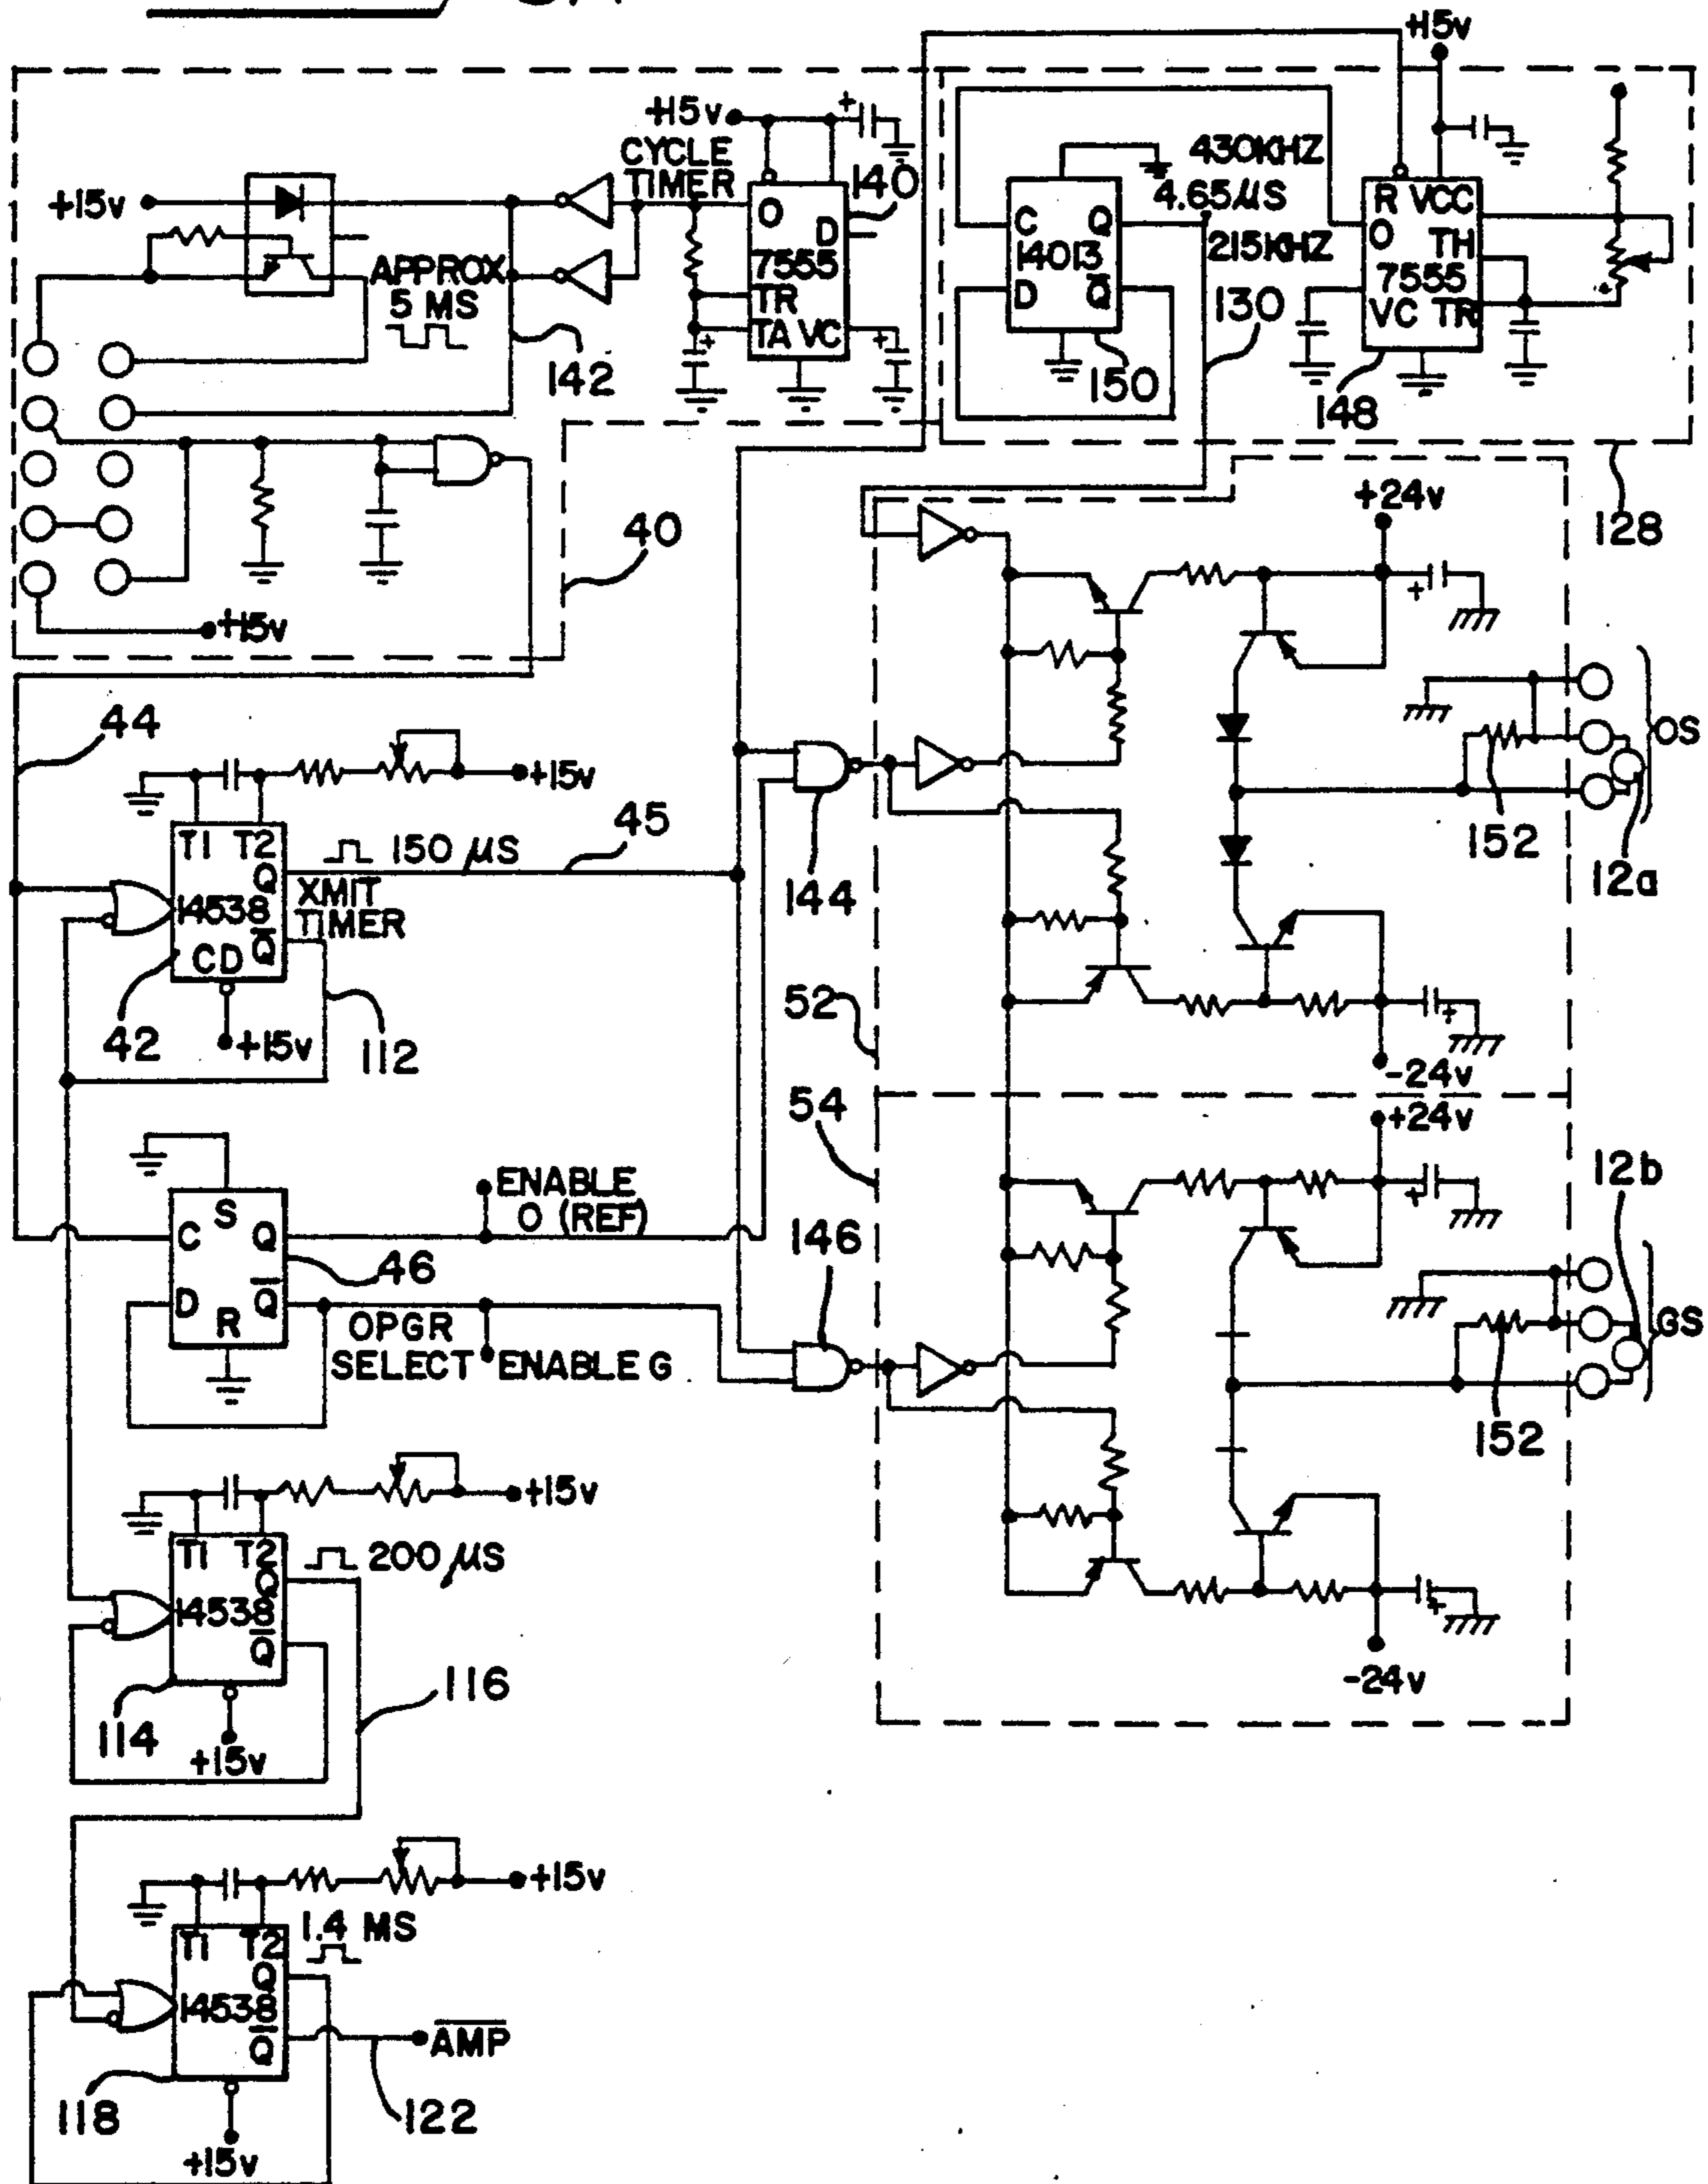 +15v
+15v
CYCLE
TIMER
140
O
D
7555
TR
TA VC
+15v
APPROX
5 MS
142
430KHZ
4.65µS
215KHZ
C Q
14013
D Q̅
150
130
R VCC
O
TH
7555
VC TR
148
128
40
+15v
44
+15v
T1 T2
150 µS
45
Q
XMIT
TIMER
14538
CD Q̅
42
+15v
112
144
+24v
OS
152
12a
52
-24v
54
+24v
S
C Q
ENABLE
O (REF)
46
D Q̅
R
OPGR
SELECT
ENABLE G
146
12b
GS
152
-24v
+15v
T1 T2
200 µS
Q
14538
Q̅
114
116
+15v
+15v
1.4 MS
T1 T2
Q
14538
Q̅
A̅M̅P̅
118
122
+15v